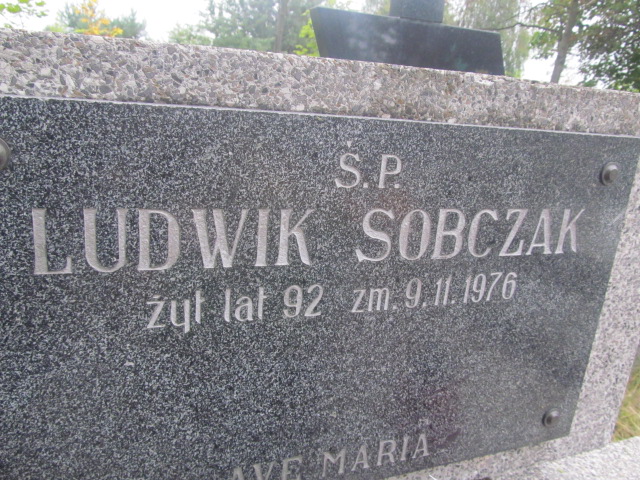 Ś.P.
LUDWIK SOBCZAK
żył lat 92 zm. 9.11.1976
AVE MARIA